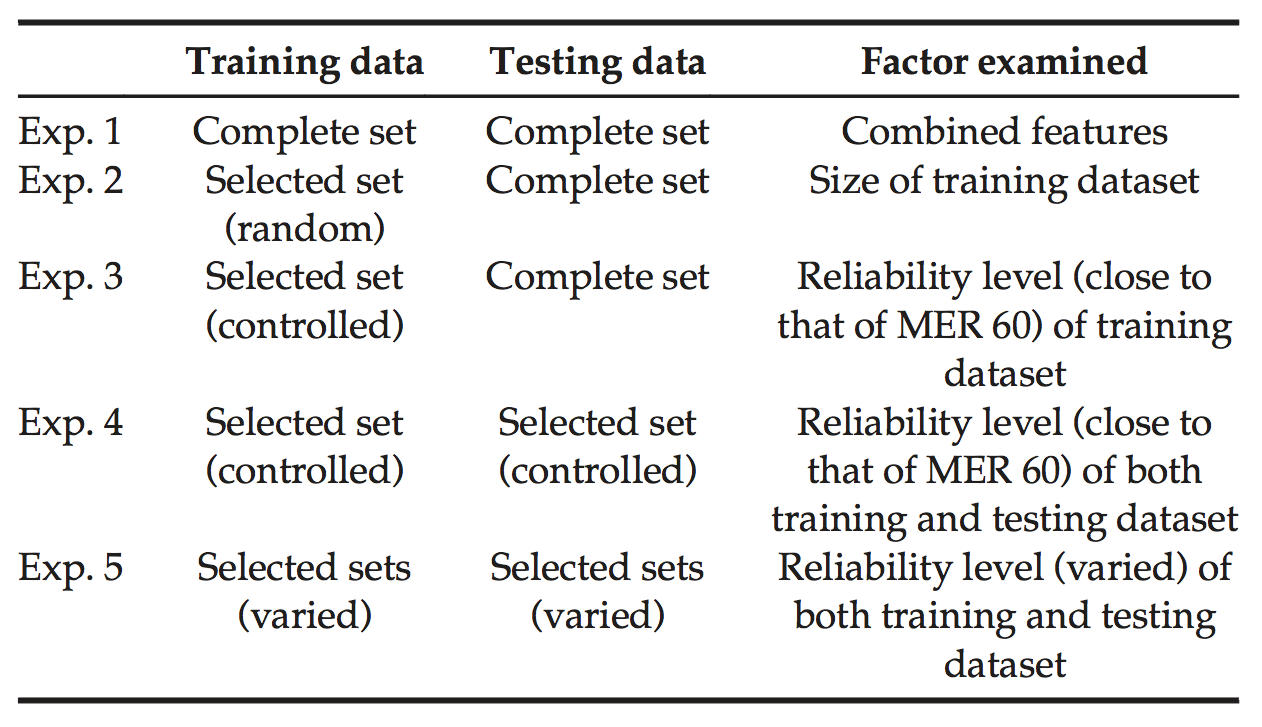 Training data Testing data Factor examined
Exp. 1 Complete set Complete set Combined features
Exp. 2 Selected set Complete set Size of training dataset
(random)
Exp. 3 Selected set Complete set Reliability level (close to
(controlled) that of MER 60) of training
dataset
Exp. 4 Selected set Selected set Reliability level (close to
(controlled) (controlled) that of MER 60) of both
training and testing dataset
Exp. 5 Selected sets Selected sets Reliability level (varied) of
(varied) (varied) both training and testing
dataset